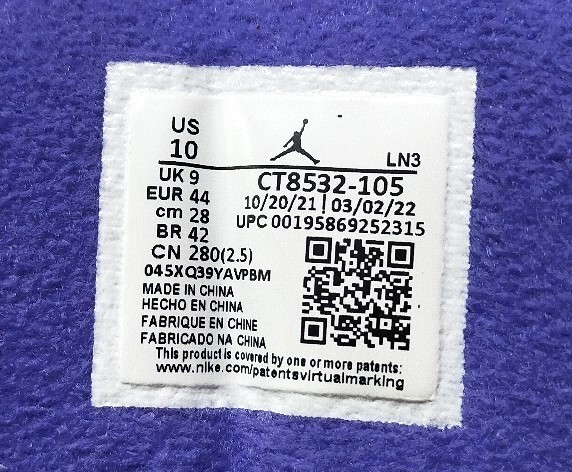 US
10
LN3
UK 9
EUR 44
cm 28
BR 42
CN 280(2.5)
CT8532-105
10/20/21 | 03/02/22
UPC 00195869252315
045XQ39YAVPBM
MADE IN CHINA
HECHO EN CHINA
FABRIQUE EN CHINE
FABRICADO NA CHINA
This product is covered by one or more patents:
www.nike.com/patentsvirtualmarking